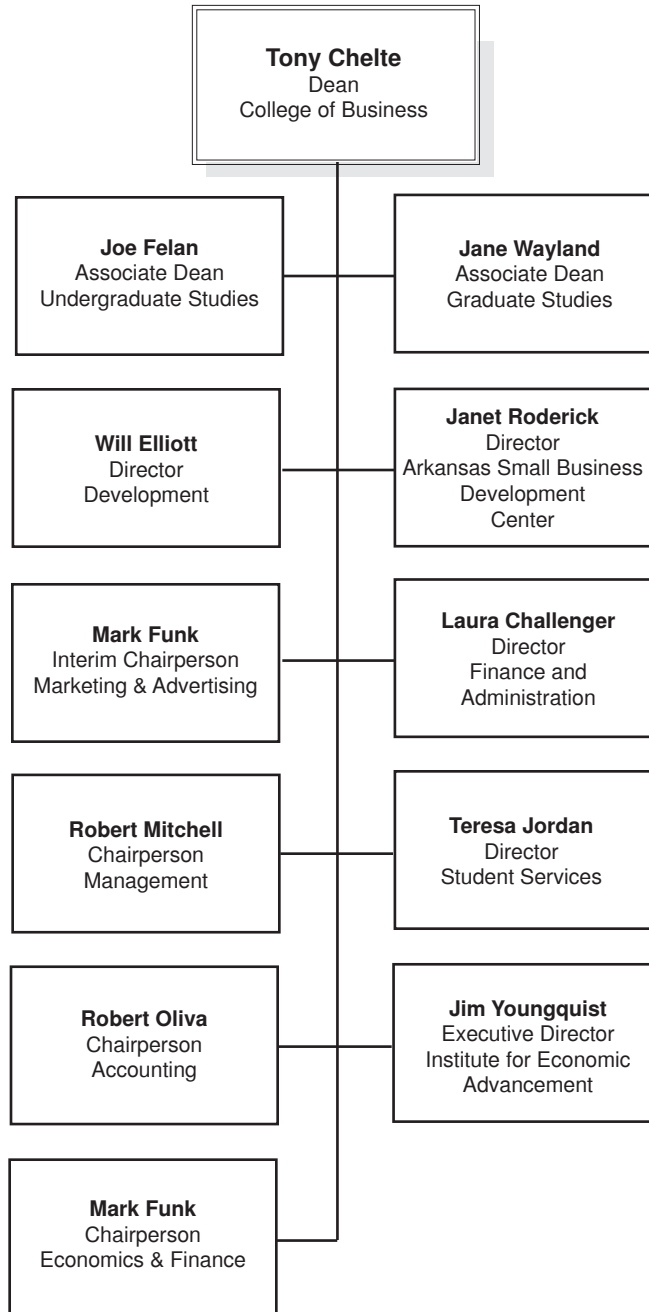 Tony Chelte
Dean
College of Business
Joe Felan
Associate Dean
Undergraduate Studies
Jane Wayland
Associate Dean
Graduate Studies
Will Elliott
Director
Development
Janet Roderick
Director
Arkansas Small Business
Development
Center
Mark Funk
Interim Chairperson
Marketing & Advertising
Laura Challenger
Director
Finance and
Administration
Robert Mitchell
Chairperson
Management
Teresa Jordan
Director
Student Services
Robert Oliva
Chairperson
Accounting
Jim Youngquist
Executive Director
Institute for Economic
Advancement
Mark Funk
Chairperson
Economics & Finance